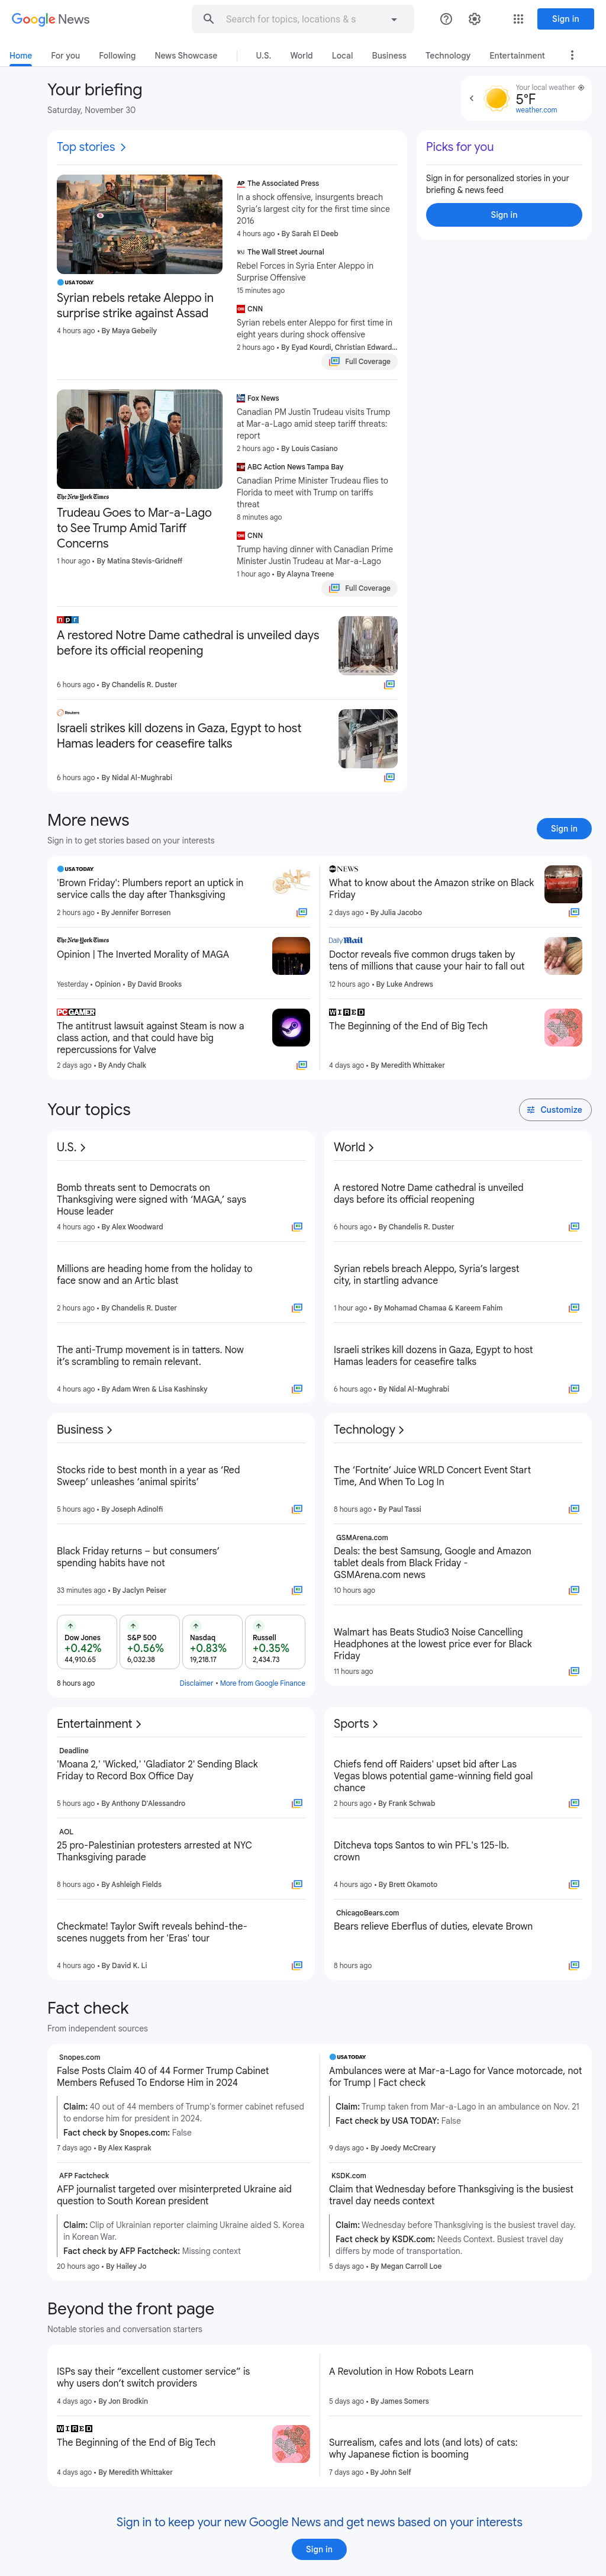 Google News
Search for topics, locations & s
Sign in
Home
For you
Following
News Showcase
U.S.
World
Local
Business
Technology
Entertainment
Your briefing
Saturday, November 30
Your local weather
5°F
weather.com
Top stories
USA TODAY
Syrian rebels retake Aleppo in
surprise strike against Assad
4 hours ago • By Maya Gebeily
AP The Associated Press
In a shock offensive, insurgents breach
Syria's largest city for the first time since
2016
4 hours ago • By Sarah El Deeb
WSJ The Wall Street Journal
Rebel Forces in Syria Enter Aleppo in
Surprise Offensive
15 minutes ago
CNN
Syrian rebels enter Aleppo for first time in
eight years during shock offensive
2 hours ago • By Eyad Kourdi, Christian Edward...
Full Coverage
Picks for you
Sign in for personalized stories in your
briefing & news feed
Sign in
The New York Times
Trudeau Goes to Mar-a-Lago
to See Trump Amid Tariff
Concerns
1 hour ago • By Matina Stevis-Gridneff
Fox News
Canadian PM Justin Trudeau visits Trump
at Mar-a-Lago amid steep tariff threats:
report
2 hours ago • By Louis Casiano
ABC Action News Tampa Bay
Canadian Prime Minister Trudeau flies to
Florida to meet with Trump on tariffs
threat
8 minutes ago
CNN
Trump having dinner with Canadian Prime
Minister Justin Trudeau at Mar-a-Lago
1 hour ago • By Alayna Treene
Full Coverage
npr
A restored Notre Dame cathedral is unveiled days
before its official reopening
6 hours ago • By Chandelis R. Duster
Reuters
Israeli strikes kill dozens in Gaza, Egypt to host
Hamas leaders for ceasefire talks
6 hours ago • By Nidal Al-Mughrabi
More news
Sign in to get stories based on your interests
Sign in
USA TODAY
'Brown Friday': Plumbers report an uptick in
service calls the day after Thanksgiving
2 hours ago • By Jennifer Borresen
The New York Times
Opinion | The Inverted Morality of MAGA
Yesterday • Opinion • By David Brooks
PC GAMER
The antitrust lawsuit against Steam is now a
class action, and that could have big
repercussions for Valve
2 days ago • By Andy Chalk
abc NEWS
What to know about the Amazon strike on Black
Friday
2 days ago • By Julia Jacobo
Daily Mail
Doctor reveals five common drugs taken by
tens of millions that cause your hair to fall out
12 hours ago • By Luke Andrews
WIRED
The Beginning of the End of Big Tech
4 days ago • By Meredith Whittaker
Your topics
Customize
U.S.
Bomb threats sent to Democrats on
Thanksgiving were signed with ‘MAGA,’ says
House leader
4 hours ago • By Alex Woodward
Millions are heading home from the holiday to
face snow and an Artic blast
2 hours ago • By Chandelis R. Duster
The anti-Trump movement is in tatters. Now
it’s scrambling to remain relevant.
4 hours ago • By Adam Wren & Lisa Kashinsky
World
A restored Notre Dame cathedral is unveiled
days before its official reopening
6 hours ago • By Chandelis R. Duster
Syrian rebels breach Aleppo, Syria’s largest
city, in startling advance
1 hour ago • By Mohamad Chamaa & Kareem Fahim
Israeli strikes kill dozens in Gaza, Egypt to host
Hamas leaders for ceasefire talks
6 hours ago • By Nidal Al-Mughrabi
Business
Stocks ride to best month in a year as ‘Red
Sweep’ unleashes ‘animal spirits’
5 hours ago • By Joseph Adinolfi
Black Friday returns – but consumers’
spending habits have not
33 minutes ago • By Jaclyn Peiser
Dow Jones
+0.42%
44,910.65
S&P 500
+0.56%
6,032.38
Nasdaq
+0.83%
19,218.17
Russell
+0.35%
2,434.73
8 hours ago
Disclaimer • More from Google Finance
Technology
The ‘Fortnite’ Juice WRLD Concert Event Start
Time, And When To Log In
8 hours ago • By Paul Tassi
GSMArena.com
Deals: the best Samsung, Google and Amazon
tablet deals from Black Friday -
GSMArena.com news
10 hours ago
Walmart has Beats Studio3 Noise Cancelling
Headphones at the lowest price ever for Black
Friday
11 hours ago
Entertainment
Deadline
'Moana 2,' 'Wicked,' 'Gladiator 2' Sending Black
Friday to Record Box Office Day
5 hours ago • By Anthony D'Alessandro
AOL
25 pro-Palestinian protesters arrested at NYC
Thanksgiving parade
8 hours ago • By Ashleigh Fields
Checkmate! Taylor Swift reveals behind-the-
scenes nuggets from her 'Eras' tour
4 hours ago • By David K. Li
Sports
Chiefs fend off Raiders' upset bid after Las
Vegas blows potential game-winning field goal
chance
2 hours ago • By Frank Schwab
Ditcheva tops Santos to win PFL's 125-lb.
crown
4 hours ago • By Brett Okamoto
ChicagoBears.com
Bears relieve Eberflus of duties, elevate Brown
8 hours ago
Fact check
From independent sources
Snopes.com
False Posts Claim 40 of 44 Former Trump Cabinet
Members Refused To Endorse Him in 2024
Claim: 40 out of 44 members of Trump's former cabinet refused
to endorse him for president in 2024.
Fact check by Snopes.com: False
7 days ago • By Alex Kasprak
AFP Factcheck
AFP journalist targeted over misinterpreted Ukraine aid
question to South Korean president
Claim: Clip of Ukrainian reporter claiming Ukraine aided S. Korea
in Korean War.
Fact check by AFP Factcheck: Missing context
20 hours ago • By Hailey Jo
USA TODAY
Ambulances were at Mar-a-Lago for Vance motorcade, not
for Trump | Fact check
Claim: Trump taken from Mar-a-Lago in an ambulance on Nov. 21
Fact check by USA TODAY: False
9 days ago • By Joedy McCreary
KSDK.com
Claim that Wednesday before Thanksgiving is the busiest
travel day needs context
Claim: Wednesday before Thanksgiving is the busiest travel day.
Fact check by KSDK.com: Needs Context. Busiest travel day
differs by mode of transportation.
5 days ago • By Megan Carroll Loe
Beyond the front page
Notable stories and conversation starters
ISPs say their “excellent customer service” is
why users don’t switch providers
4 days ago • By Jon Brodkin
WIRED
The Beginning of the End of Big Tech
4 days ago • By Meredith Whittaker
A Revolution in How Robots Learn
5 days ago • By James Somers
Surrealism, cafes and lots (and lots) of cats:
why Japanese fiction is booming
7 days ago • By John Self
Sign in to keep your new Google News and get news based on your interests
Sign in